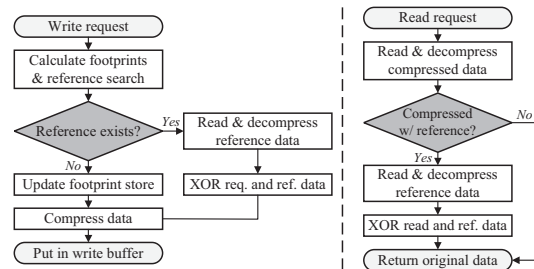 Write request
Calculate footprints
& reference search
Reference exists?
Yes
Read & decompress
reference data
No
Update footprint store
XOR req. and ref. data
Compress data
Put in write buffer
Read request
Read & decompress
compressed data
Compressed
w/ reference?
No
Yes
Read & decompress
reference data
XOR read and ref. data
Return original data